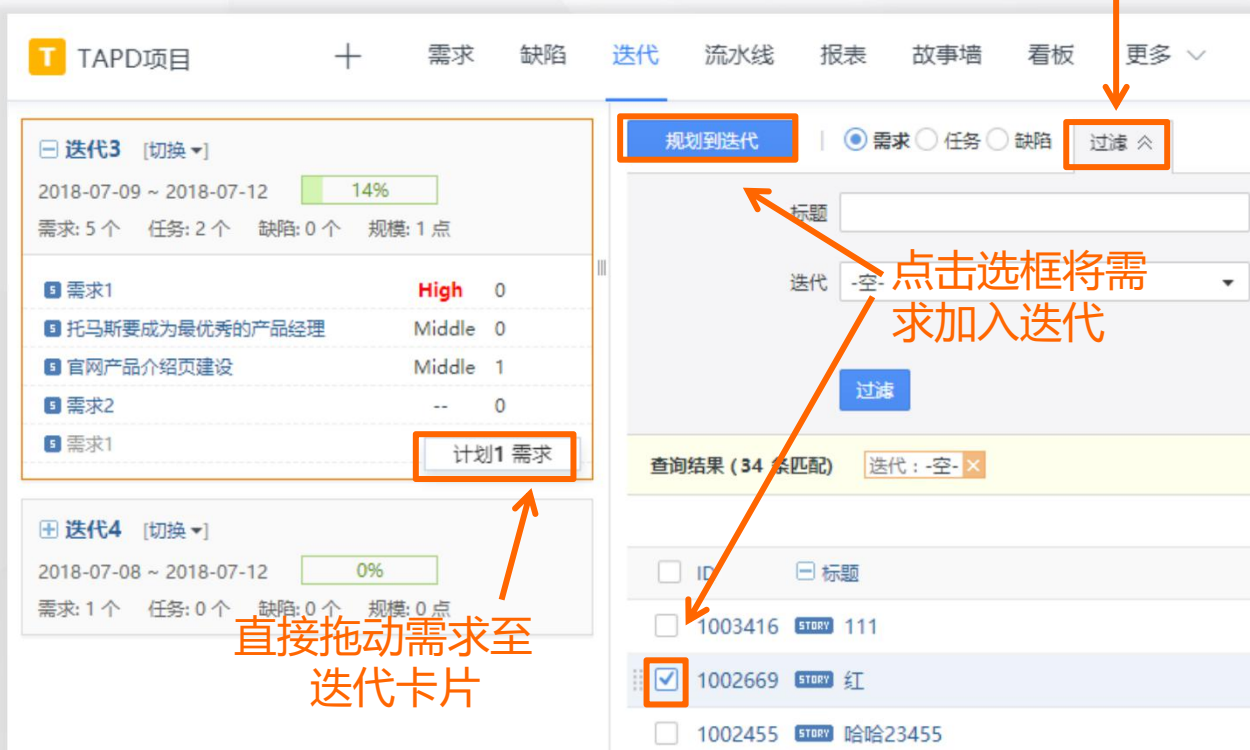 T TAPD项目 需求 缺陷 迭代 流水线 报表 故事墙 看板 更多
迭代3 [切换]
2018-07-09 ~ 2018-07-12 14%
需求: 5 个 任务: 2 个 缺陷: 0 个 规模: 1 点
S 需求1 High 0
S 托马斯要成为最优秀的产品经理 Middle 0
S 官网产品介绍页建设 Middle 1
S 需求2 -- 0
S 需求1
计划1 需求
迭代4 [切换]
2018-07-08 ~ 2018-07-12 0%
需求: 1 个 任务: 0 个 缺陷: 0 个 规模: 0 点
直接拖动需求至
迭代卡片
规划到迭代 需求 任务 缺陷 过滤
标题
迭代 -空-
点击选框将需
求加入迭代
过滤
查询结果 ( 34 条匹配) 迭代 : -空-
ID 标题
1003416 STORY 111
1002669 STORY 红
1002455 STORY 哈哈23455